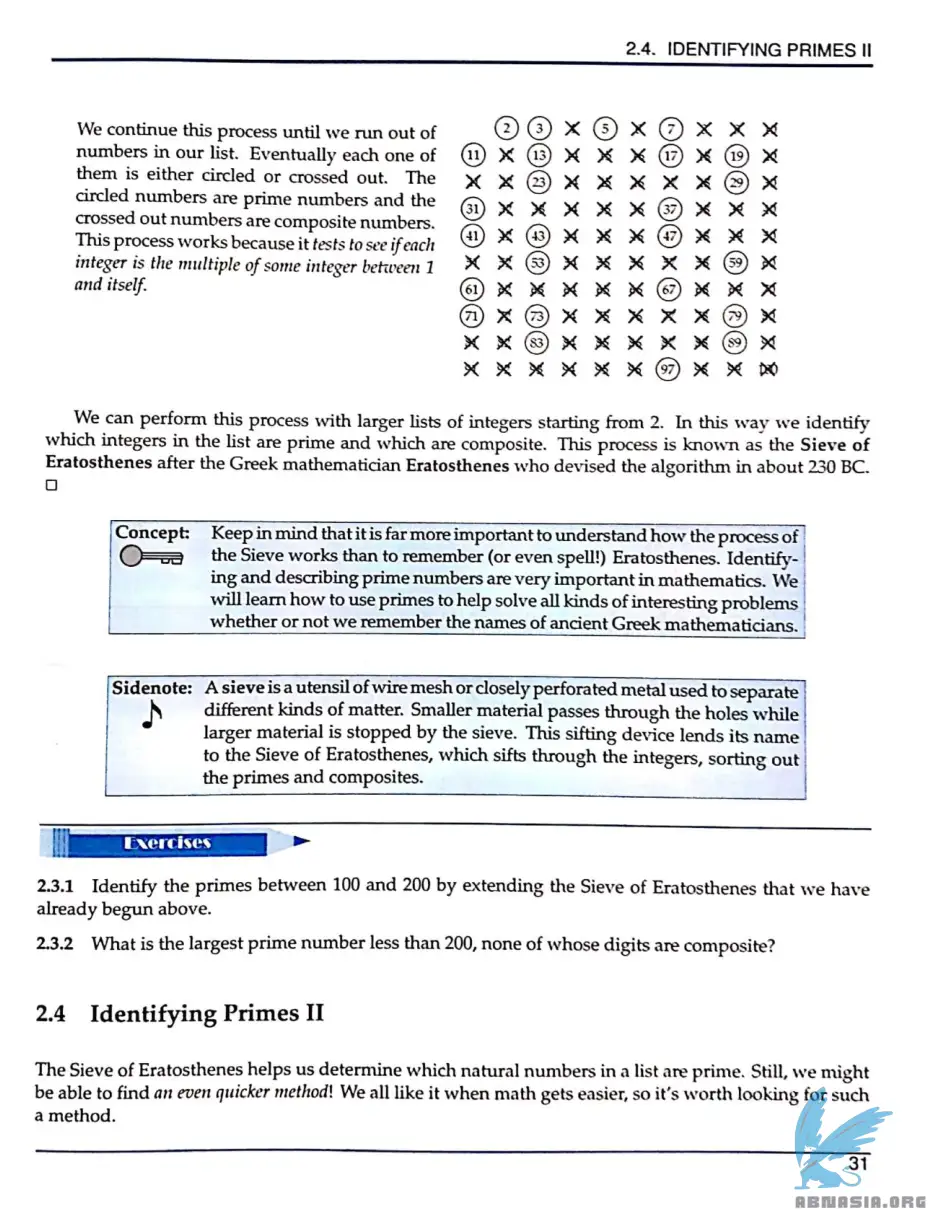 2.4. IDENTIFYING PRIMES II
We continue this process until we run out of
numbers in our list. Eventually each one of
them is either circled or crossed out. The
circled numbers are prime numbers and the
crossed out numbers are composite numbers.
This process works because it tests to see if each
integer is the multiple of some integer between 1
and itself.
2 3 5 7
11 13 17 19
23 29
31 37
41 43 47
53 59
61 67
71 73 79
83 89
97
We can perform this process with larger lists of integers starting from 2. In this way we identify
which integers in the list are prime and which are composite. This process is known as the Sieve of
Eratosthenes after the Greek mathematician Eratosthenes who devised the algorithm in about 230 BC.
□
Concept: Keep in mind that it is far more important to understand how the process of
the Sieve works than to remember (or even spell!) Eratosthenes. Identify-
ing and describing prime numbers are very important in mathematics. We
will learn how to use primes to help solve all kinds of interesting problems
whether or not we remember the names of ancient Greek mathematicians.
Sidenote: A sieve is a utensil of wire mesh or closely perforated metal used to separate
different kinds of matter. Smaller material passes through the holes while
larger material is stopped by the sieve. This sifting device lends its name
to the Sieve of Eratosthenes, which sifts through the integers, sorting out
the primes and composites.
Exercises
2.3.1 Identify the primes between 100 and 200 by extending the Sieve of Eratosthenes that we have
already begun above.
2.3.2 What is the largest prime number less than 200, none of whose digits are composite?
2.4 Identifying Primes II
The Sieve of Eratosthenes helps us determine which natural numbers in a list are prime. Still, we might
be able to find an even quicker method! We all like it when math gets easier, so it's worth looking for such
a method.
31
ABNASIA.ORG